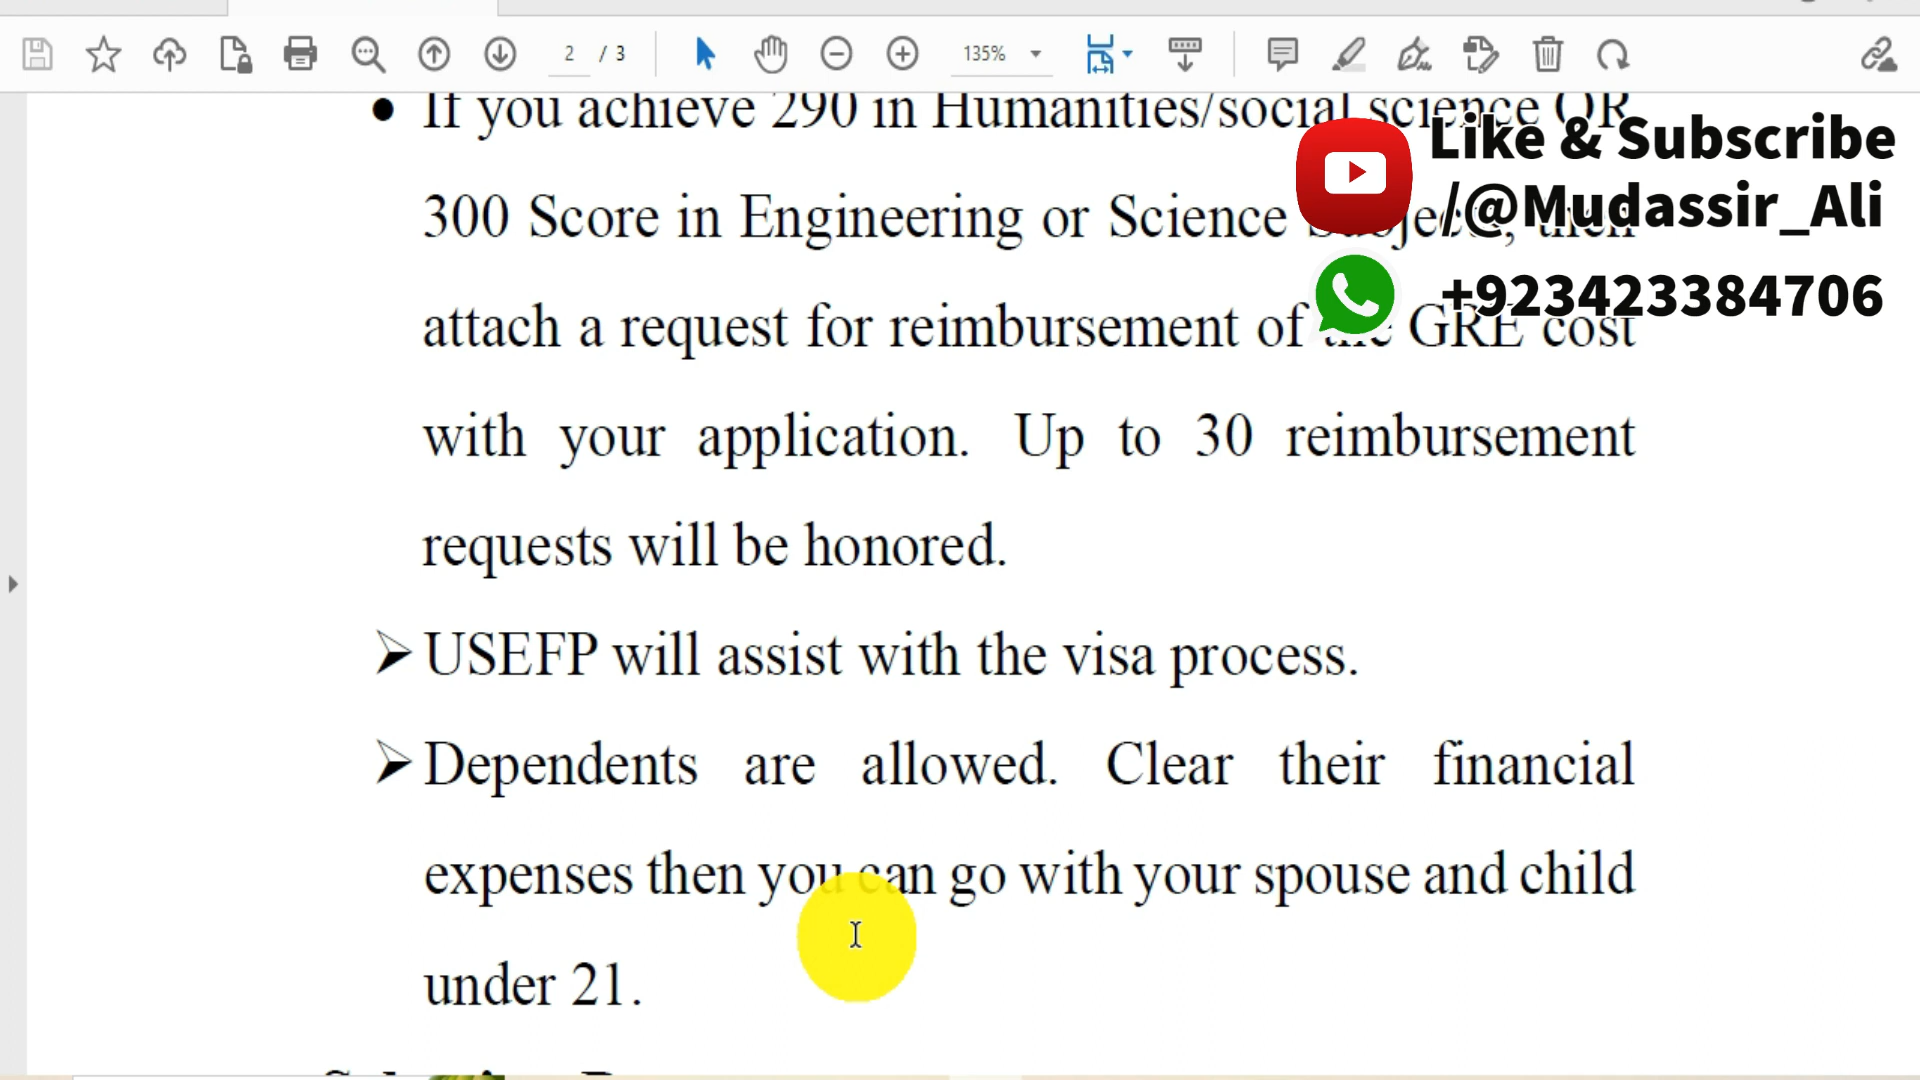 2 / 3
135%
• If you achieve 290 in Humanities/social science OR
300 Score in Engineering or Science
attach a request for reimbursement of the GRE cost
with your application. Up to 30 reimbursement
requests will be honored.
➢ USEFP will assist with the visa process.
➢ Dependents are allowed. Clear their financial
expenses then you can go with your spouse and child
under 21.
Like & Subscribe
/@Mudassir_Ali
+923423384706